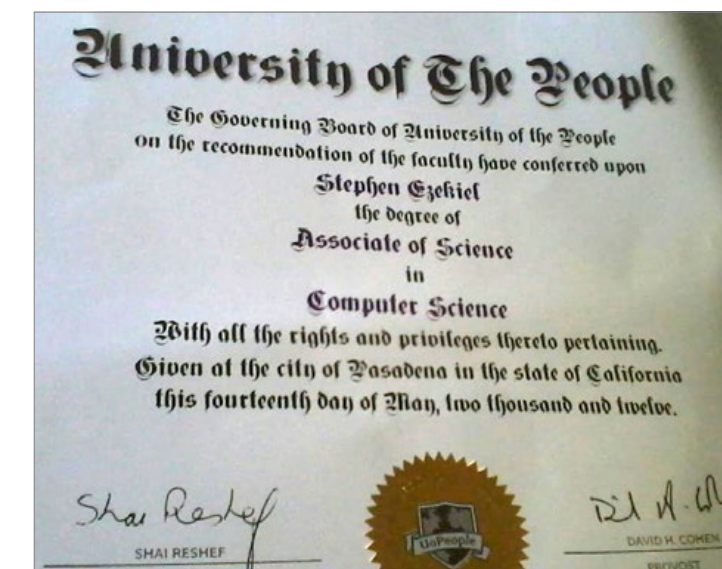 University of The People
The Governing Board of University of the People
on the recommendation of the faculty have conferred upon
Stephen Ezekiel
the degree of
Associate of Science
in
Computer Science
With all the rights and privileges thereto pertaining.
Given at the city of Pasadena in the state of California
this fourteenth day of May, two thousand and twelve.
Shai Reshef
UoPeople
SHAI RESHEF
DAVID H. COHEN
PROVOST